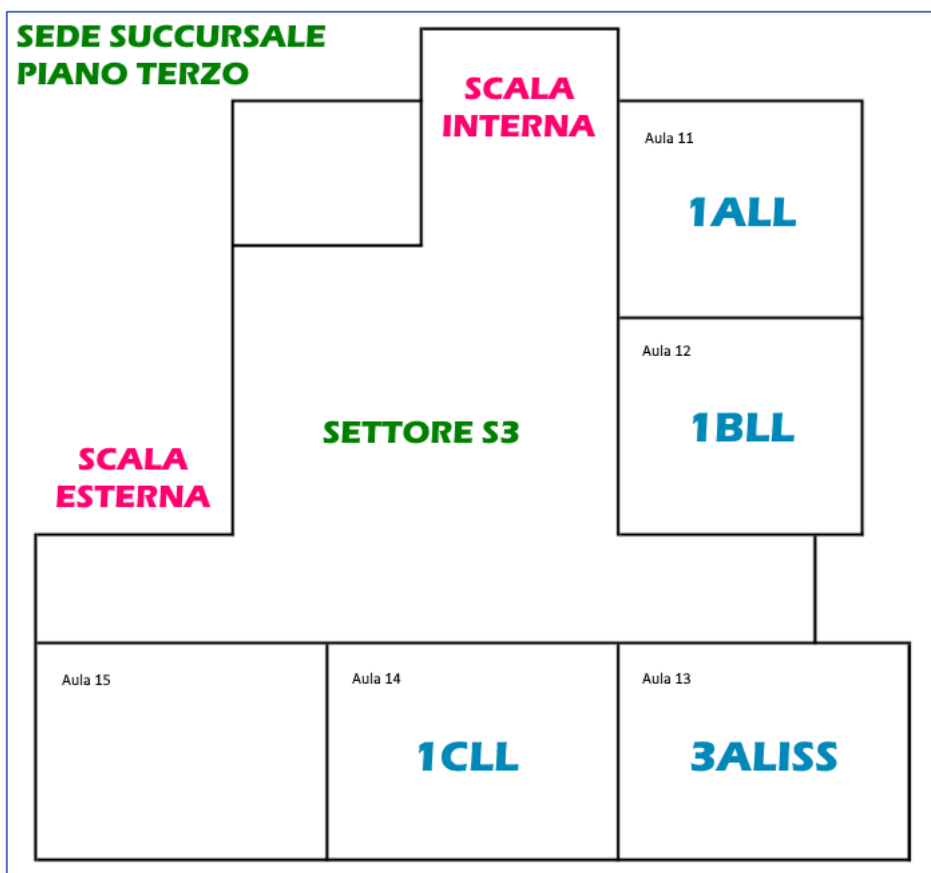 SEDE SUCCURSALE
PIANO TERZO
SCALA
INTERNA
Aula 11
1ALL
Aula 12
1BLL
SETTORE S3
SCALA
ESTERNA
Aula 15
Aula 14
1CLL
Aula 13
3ALISS